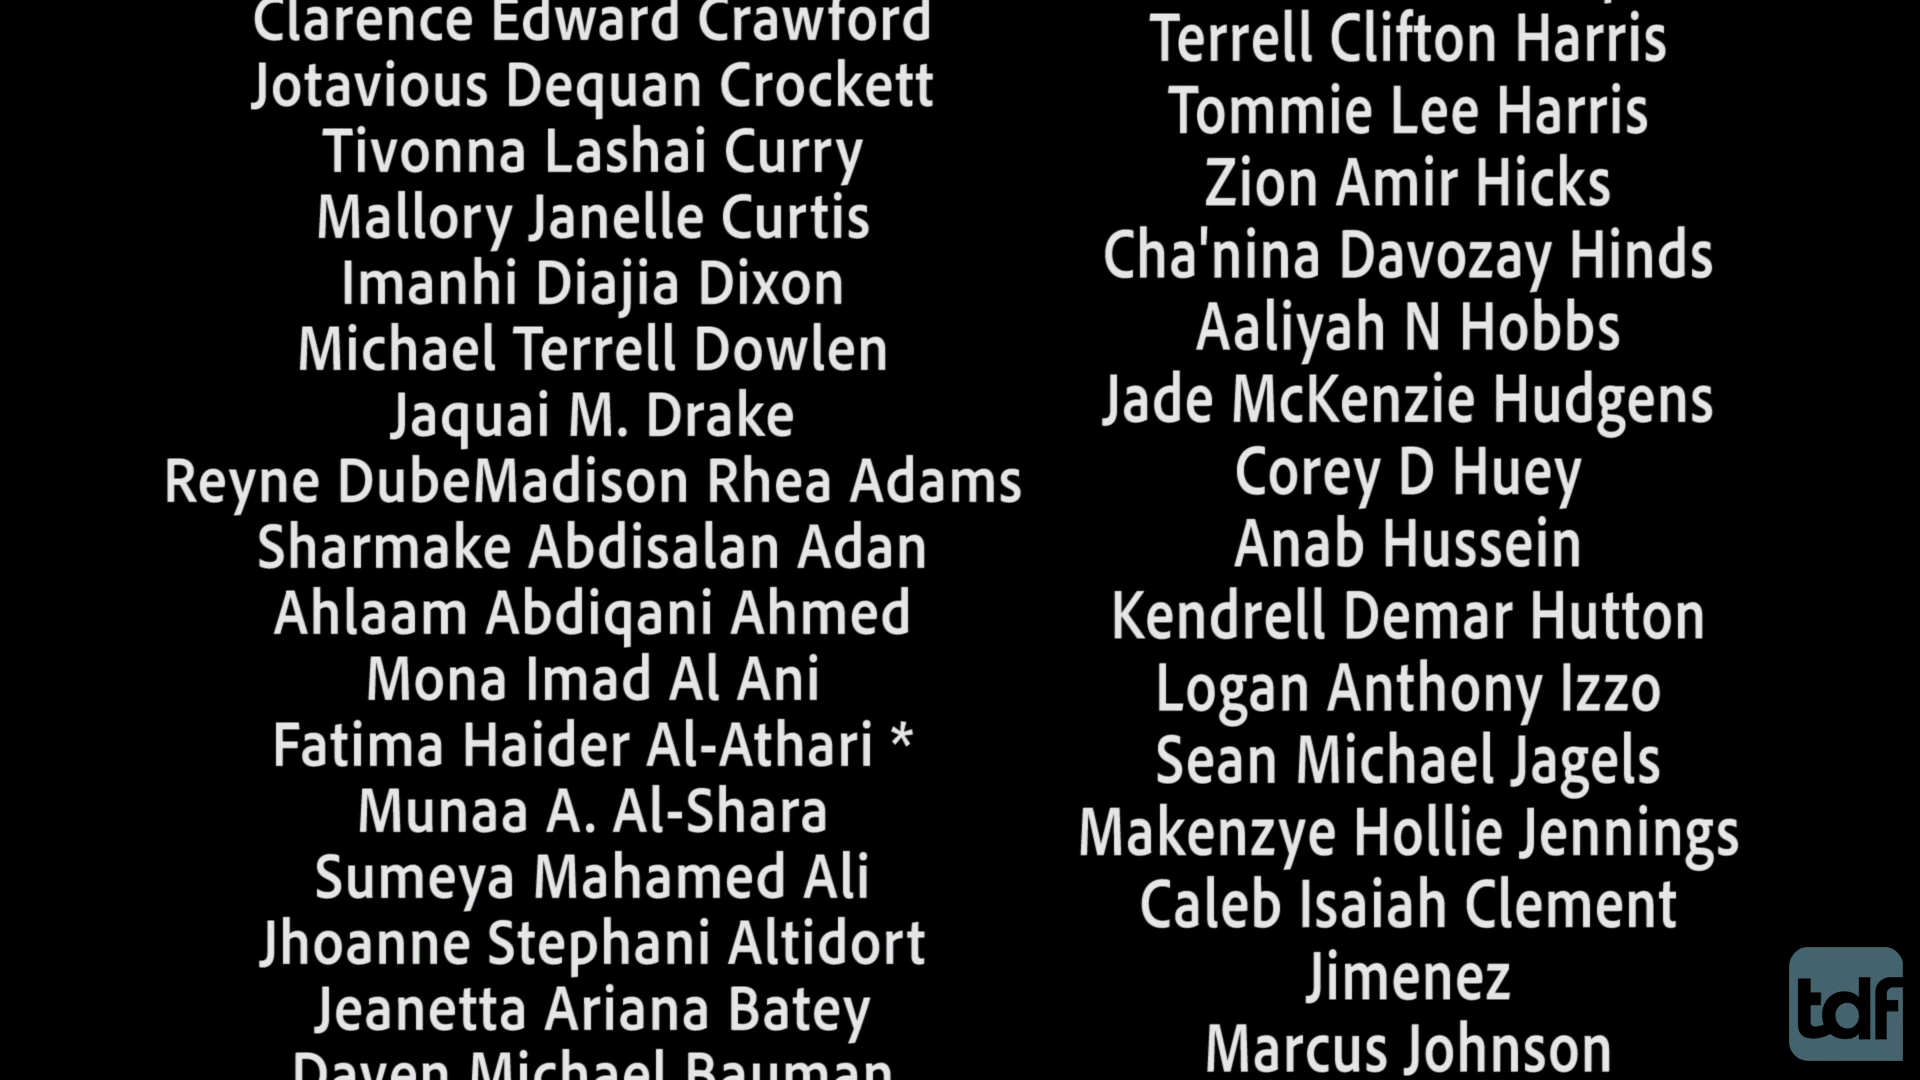 Clarence Edward Crawford
Jotavious Dequan Crockett
Tivonna Lashai Curry
Mallory Janelle Curtis
Imanhi Diajia Dixon
Michael Terrell Dowlen
Jaquai M. Drake
Reyne DubeMadison Rhea Adams
Sharmake Abdisalan Adan
Ahlaam Abdiqani Ahmed
Mona Imad Al Ani
Fatima Haider Al-Athari *
Munaa A. Al-Shara
Sumeya Mahamed Ali
Jhoanne Stephani Altidort
Jeanetta Ariana Batey
Daven Michael Bauman
Terrell Clifton Harris
Tommie Lee Harris
Zion Amir Hicks
Cha'nina Davozay Hinds
Aaliyah N Hobbs
Jade McKenzie Hudgens
Corey D Huey
Anab Hussein
Kendrell Demar Hutton
Logan Anthony Izzo
Sean Michael Jagels
Makenzye Hollie Jennings
Caleb Isaiah Clement
Jimenez
Marcus Johnson
tdf